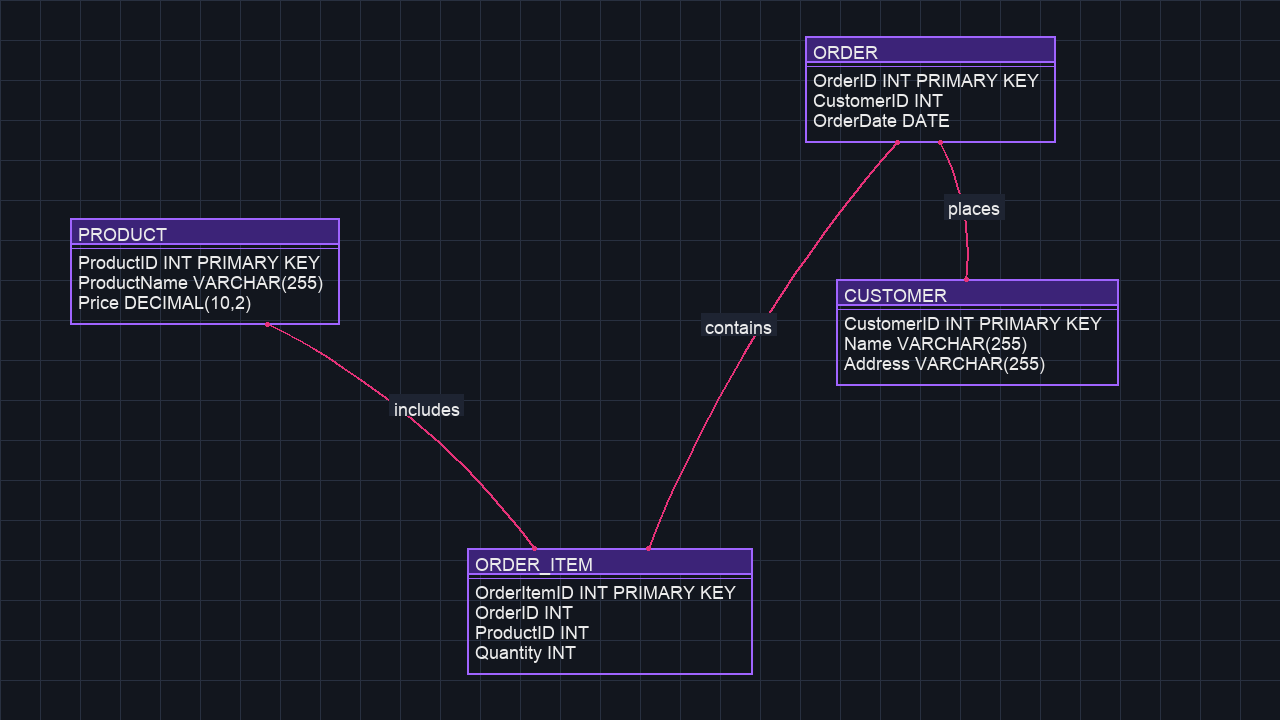 ORDER
OrderID INT PRIMARY KEY
CustomerID INT
OrderDate DATE
places
PRODUCT
ProductID INT PRIMARY KEY
ProductName VARCHAR(255)
Price DECIMAL(10,2)
CUSTOMER
CustomerID INT PRIMARY KEY
Name VARCHAR(255)
Address VARCHAR(255)
contains
includes
ORDER_ITEM
OrderItemID INT PRIMARY KEY
OrderID INT
ProductID INT
Quantity INT